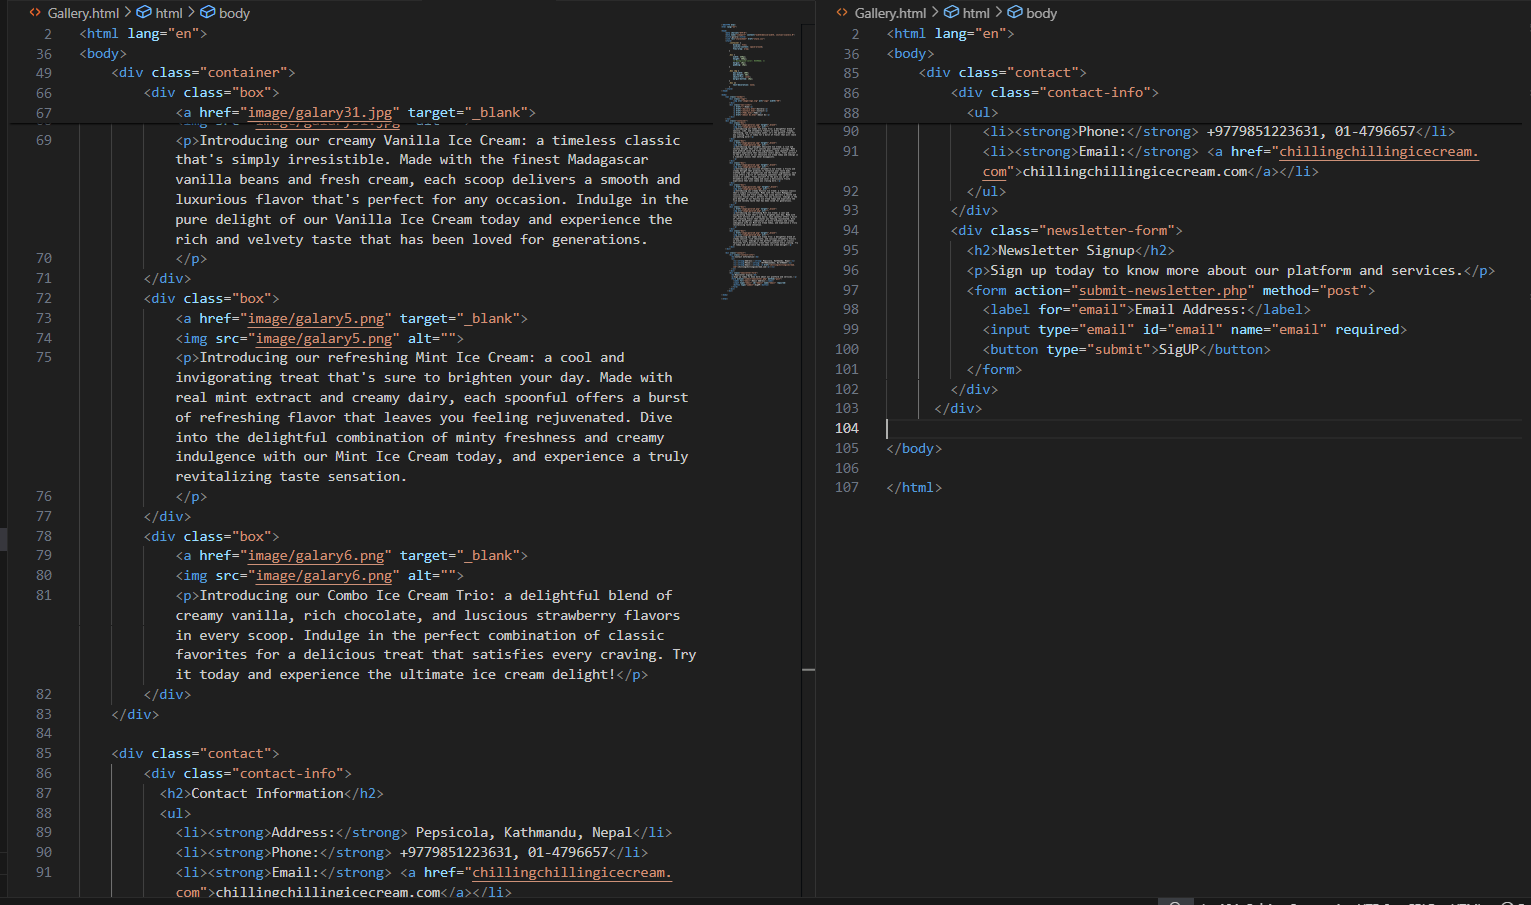 Gallery.html > html > body
2 <html lang="en">
36 <body>
49 <div class="container">
66 <div class="box">
67 <a href="image/galary31.jpg" target="_blank">
69 <p>Introducing our creamy Vanilla Ice Cream: a timeless classic
that's simply irresistible. Made with the finest Madagascar
vanilla beans and fresh cream, each scoop delivers a smooth and
luxurious flavor that's perfect for any occasion. Indulge in the
pure delight of our Vanilla Ice Cream today and experience the
rich and velvety taste that has been loved for generations.
70 </p>
71 </div>
72 <div class="box">
73 <a href="image/galary5.png" target="_blank">
74 <img src="image/galary5.png" alt="">
75 <p>Introducing our refreshing Mint Ice Cream: a cool and
invigorating treat that's sure to brighten your day. Made with
real mint extract and creamy dairy, each spoonful offers a burst
of refreshing flavor that leaves you feeling rejuvenated. Dive
into the delightful combination of minty freshness and creamy
indulgence with our Mint Ice Cream today, and experience a truly
revitalizing taste sensation.
76 </p>
77 </div>
78 <div class="box">
79 <a href="image/galary6.png" target="_blank">
80 <img src="image/galary6.png" alt="">
81 <p>Introducing our Combo Ice Cream Trio: a delightful blend of
creamy vanilla, rich chocolate, and luscious strawberry flavors
in every scoop. Indulge in the perfect combination of classic
favorites for a delicious treat that satisfies every craving. Try
it today and experience the ultimate ice cream delight!</p>
82 </div>
83 </div>
84
85 <div class="contact">
86 <div class="contact-info">
87 <h2>Contact Information</h2>
88 <ul>
89 <li><strong>Address:</strong> Pepsicola, Kathmandu, Nepal</li>
90 <li><strong>Phone:</strong> +9779851223631, 01-4796657</li>
91 <li><strong>Email:</strong> <a href="chillingchillingicecream.
com">chillingchillingicecream.com</a></li>
Gallery.html > html > body
2 <html lang="en">
36 <body>
85 <div class="contact">
86 <div class="contact-info">
88 <ul>
90 <li><strong>Phone:</strong> +9779851223631, 01-4796657</li>
91 <li><strong>Email:</strong> <a href="chillingchillingicecream.
com">chillingchillingicecream.com</a></li>
92 </ul>
93 </div>
94 <div class="newsletter-form">
95 <h2>Newsletter Signup</h2>
96 <p>Sign up today to know more about our platform and services.</p>
97 <form action="submit-newsletter.php" method="post">
98 <label for="email">Email Address:</label>
99 <input type="email" id="email" name="email" required>
100 <button type="submit">SigUP</button>
101 </form>
102 </div>
103 </div>
104
105 </body>
106
107 </html>